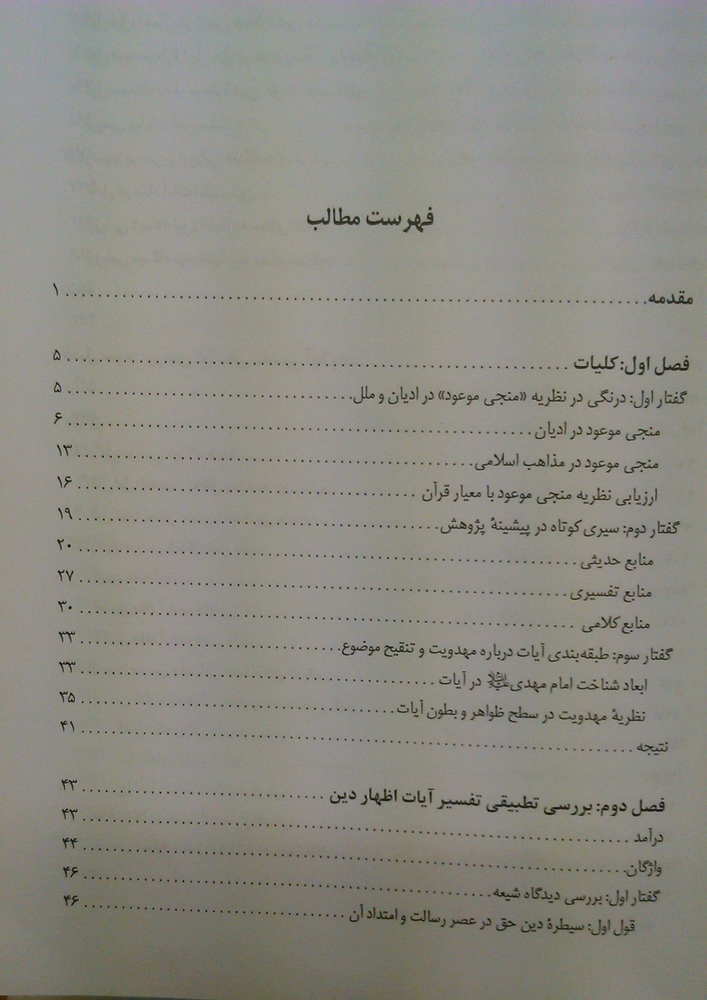 فهرست مطالب
مقدمه ۱
فصل اول: کلیات ۵
گفتار اول: درنگی در نظریه «منجی موعود» در ادیان و ملل ۵
منجی موعود در ادیان ۶
منجی موعود در مذاهب اسلامی ۱۳
ارزیابی نظریه منجی موعود با معیار قرآن ۱۶
گفتار دوم: سیری کوتاه در پیشینهٔ پژوهش ۱۹
منابع حدیثی ۲۰
منابع تفسیری ۲۷
منابع کلامی ۳۰
گفتار سوم: طبقه‌بندی آیات درباره مهدویت و تنقیح موضوع ۳۳
ابعاد شناخت امام مهدی علیه‌السلام در آیات ۳۳
نظریهٔ مهدویت در سطح ظواهر و بطون آیات ۳۵
نتیجه ۴۱
فصل دوم: بررسی تطبیقی تفسیر آیات اظهار دین ۴۳
درآمد ۴۳
واژگان ۴۴
گفتار اول: بررسی دیدگاه شیعه ۴۶
قول اول: سیطرهٔ دین حق در عصر رسالت و امتداد آن ۴۶